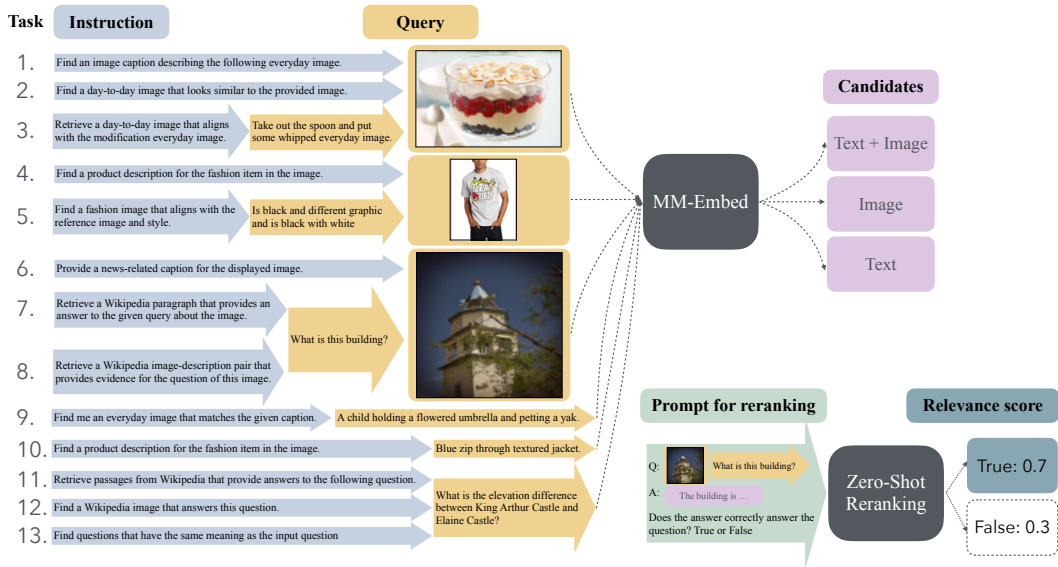 Task
Instruction
Query
1.
Find an image caption describing the following everyday image.
2.
Find a day-to-day image that looks similar to the provided image.
3.
Retrieve a day-to-day image that aligns
with the modification everyday image.
Take out the spoon and put
some whipped everyday image.
4.
Find a product description for the fashion item in the image.
5.
Find a fashion image that aligns with the
reference image and style.
Is black and different graphic
and is black with white
6.
Provide a news-related caption for the displayed image.
7.
Retrieve a Wikipedia paragraph that provides an
answer to the given query about the image.
What is this building?
8.
Retrieve a Wikipedia image-description pair that
provides evidence for the question of this image.
9.
Find me an everyday image that matches the given caption.
A child holding a flowered umbrella and petting a yak.
10.
Find a product description for the fashion item in the image.
Blue zip through textured jacket.
11.
Retrieve passages from Wikipedia that provide answers to the following question.
12.
Find a Wikipedia image that answers this question.
13.
Find questions that have the same meaning as the input question
What is the elevation difference
between King Arthur Castle and
Elaine Castle?
MM-Embed
Candidates
Text + Image
Image
Text
Prompt for reranking
Q:
What is this building?
A:
The building is ...
Does the answer correctly answer the
question? True or False
Zero-Shot
Reranking
Relevance score
True: 0.7
False: 0.3